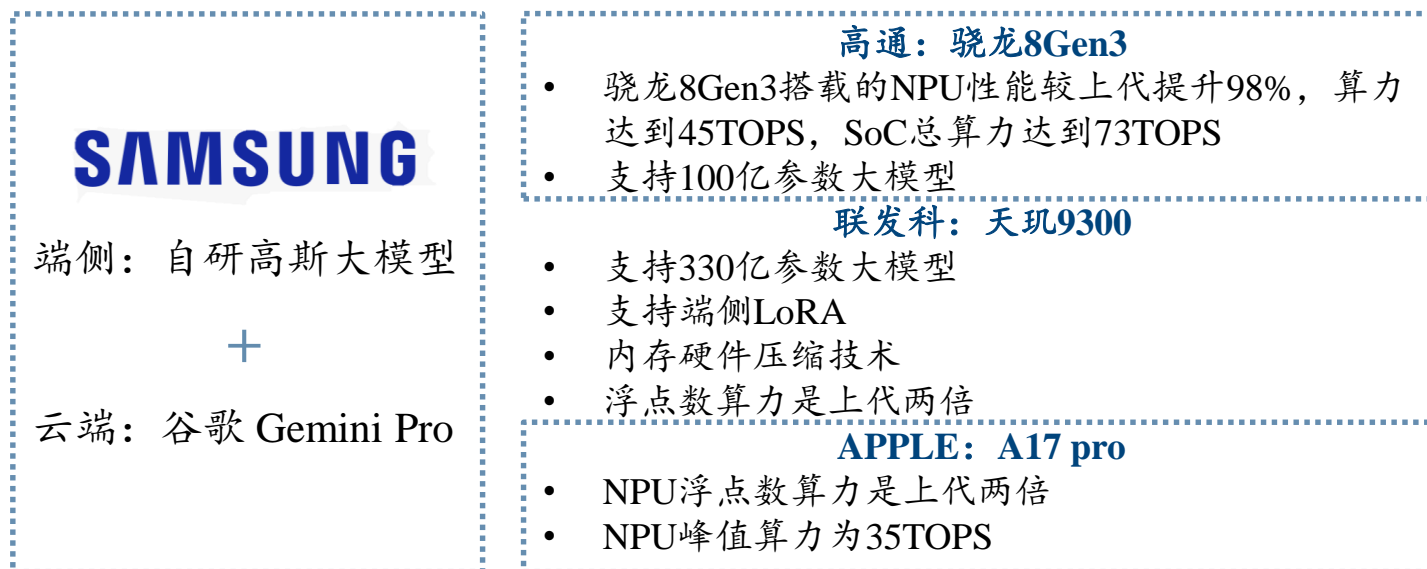 SAMSUNG
端侧：自研高斯大模型
+
云端：谷歌 Gemini Pro
高通：骁龙8Gen3
• 骁龙8Gen3搭载的NPU性能较上代提升98%，算力
达到45TOPS，SoC总算力达到73TOPS
• 支持100亿参数大模型
联发科：天玑9300
• 支持330亿参数大模型
• 支持端侧LoRA
• 内存硬件压缩技术
• 浮点数算力是上代两倍
APPLE：A17 pro
• NPU浮点数算力是上代两倍
• NPU峰值算力为35TOPS